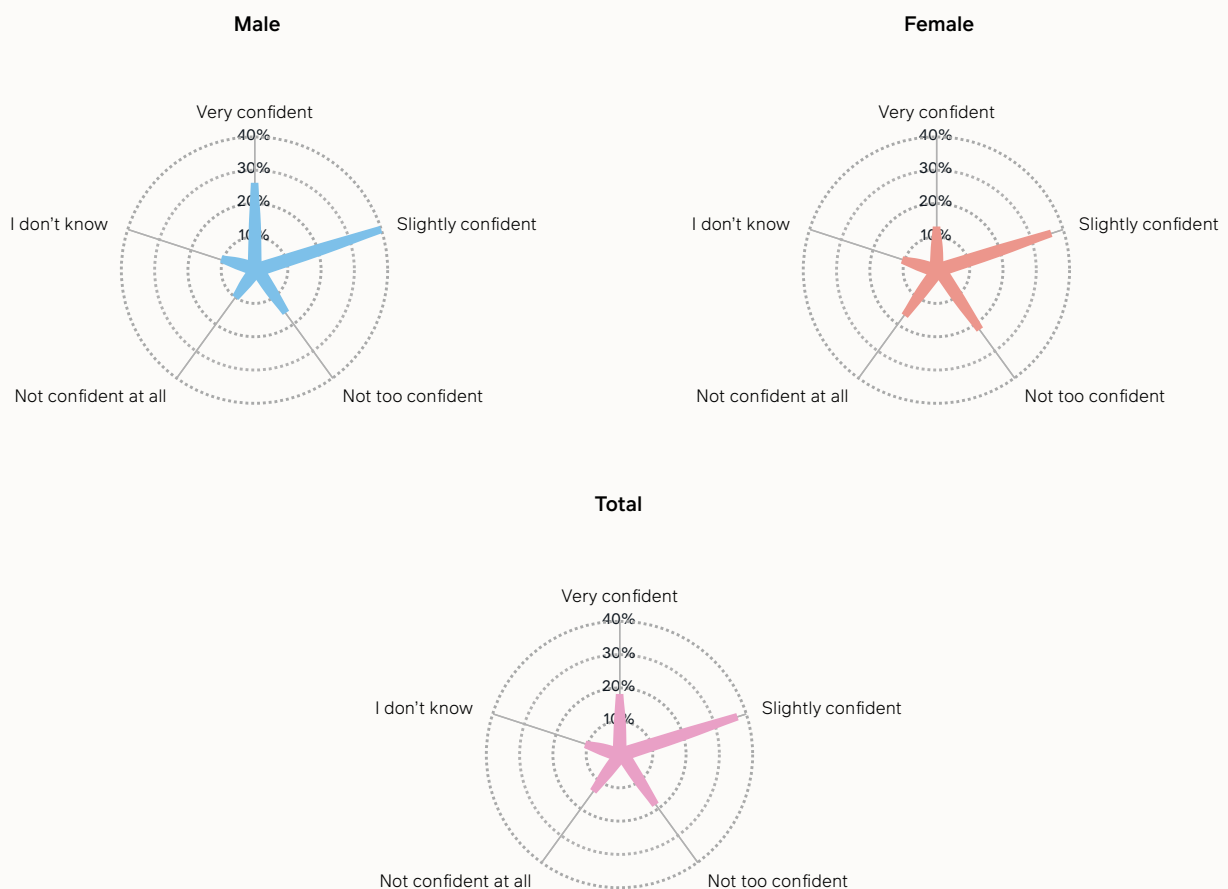 Male
Very confident
40%
30%
20%
10%
I don't know
Slightly confident
Not confident at all
Not too confident
Female
Very confident
40%
30%
20%
10%
I don't know
Slightly confident
Not confident at all
Not too confident
Total
Very confident
40%
30%
20%
10%
I don't know
Slightly confident
Not confident at all
Not too confident